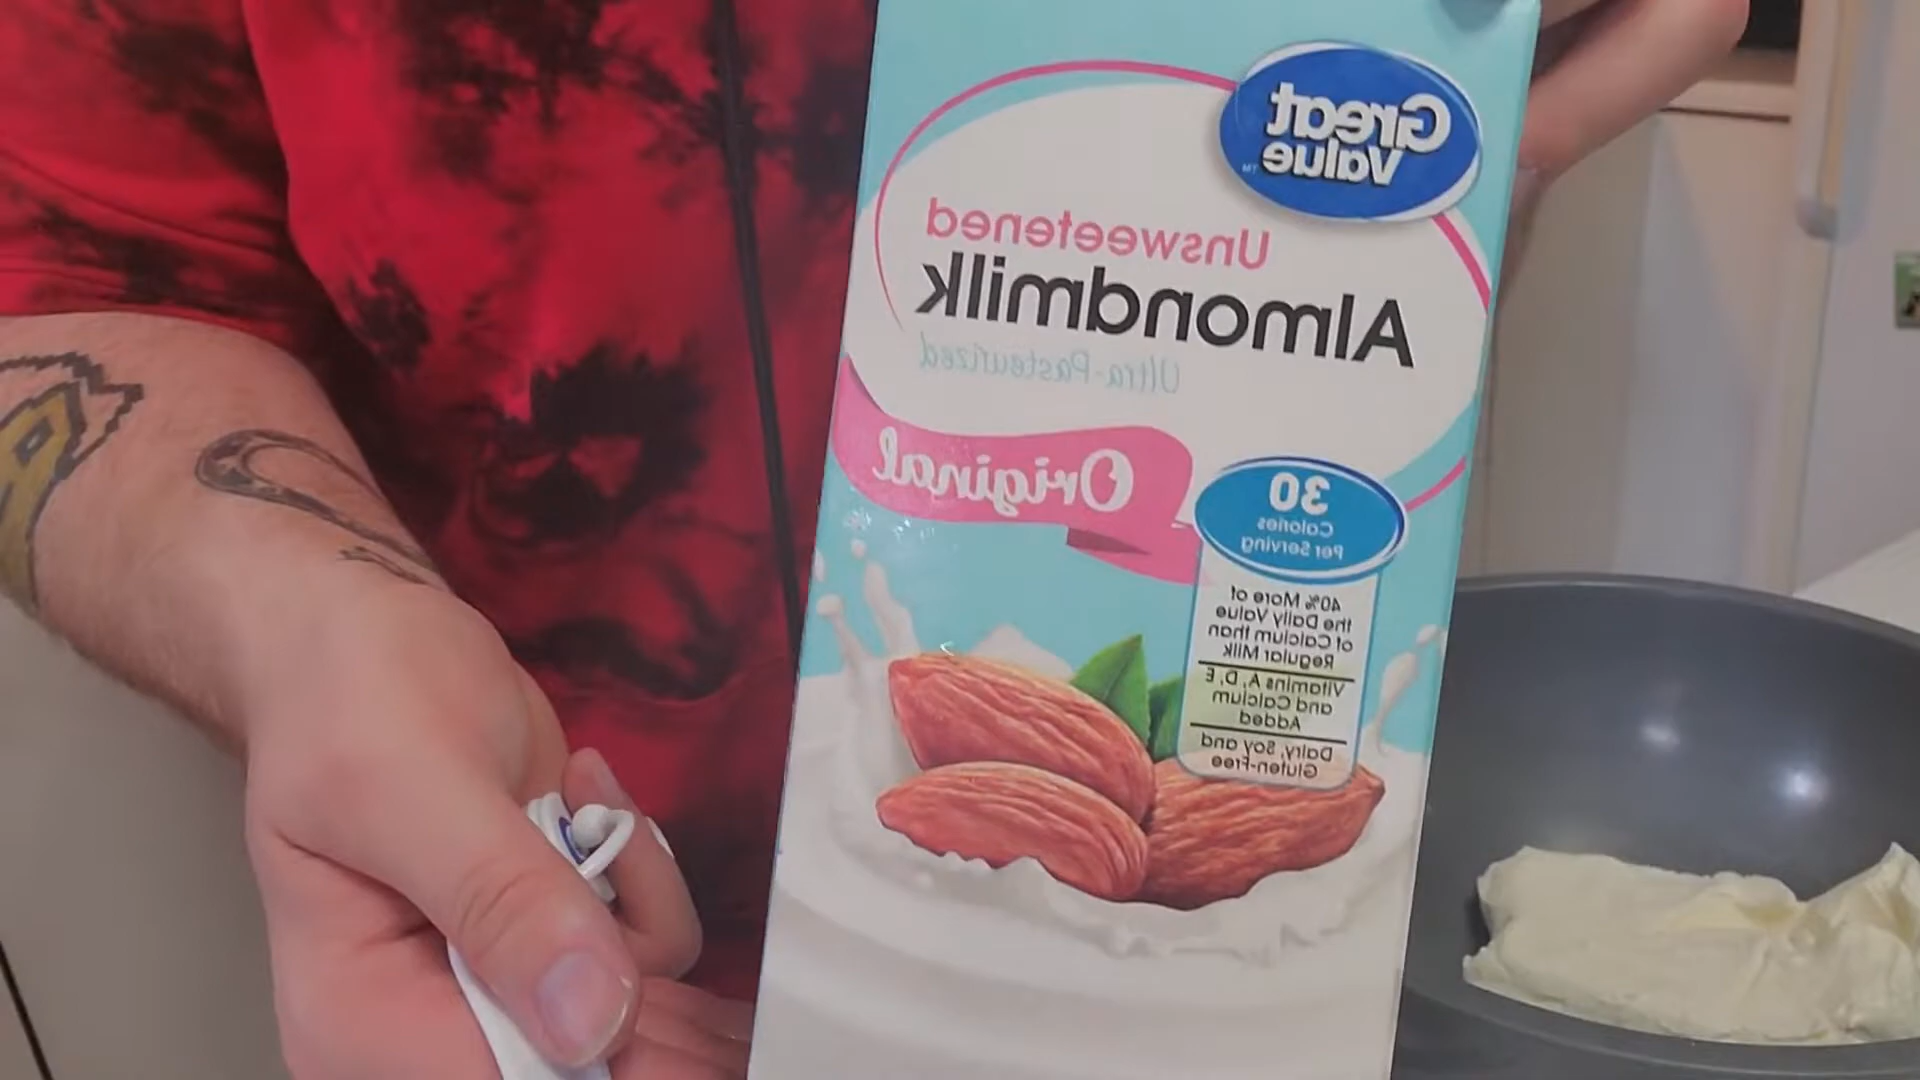 Great
Value
TM
Unsweetened
Almondmilk
Ultra-Pasteurized
Original
30
Calories
Per Serving
40% More of
the Daily Value
of Calcium than
Regular Milk
Vitamins A, D, E
and Calcium
Added
Dairy, Soy and
Gluten-Free